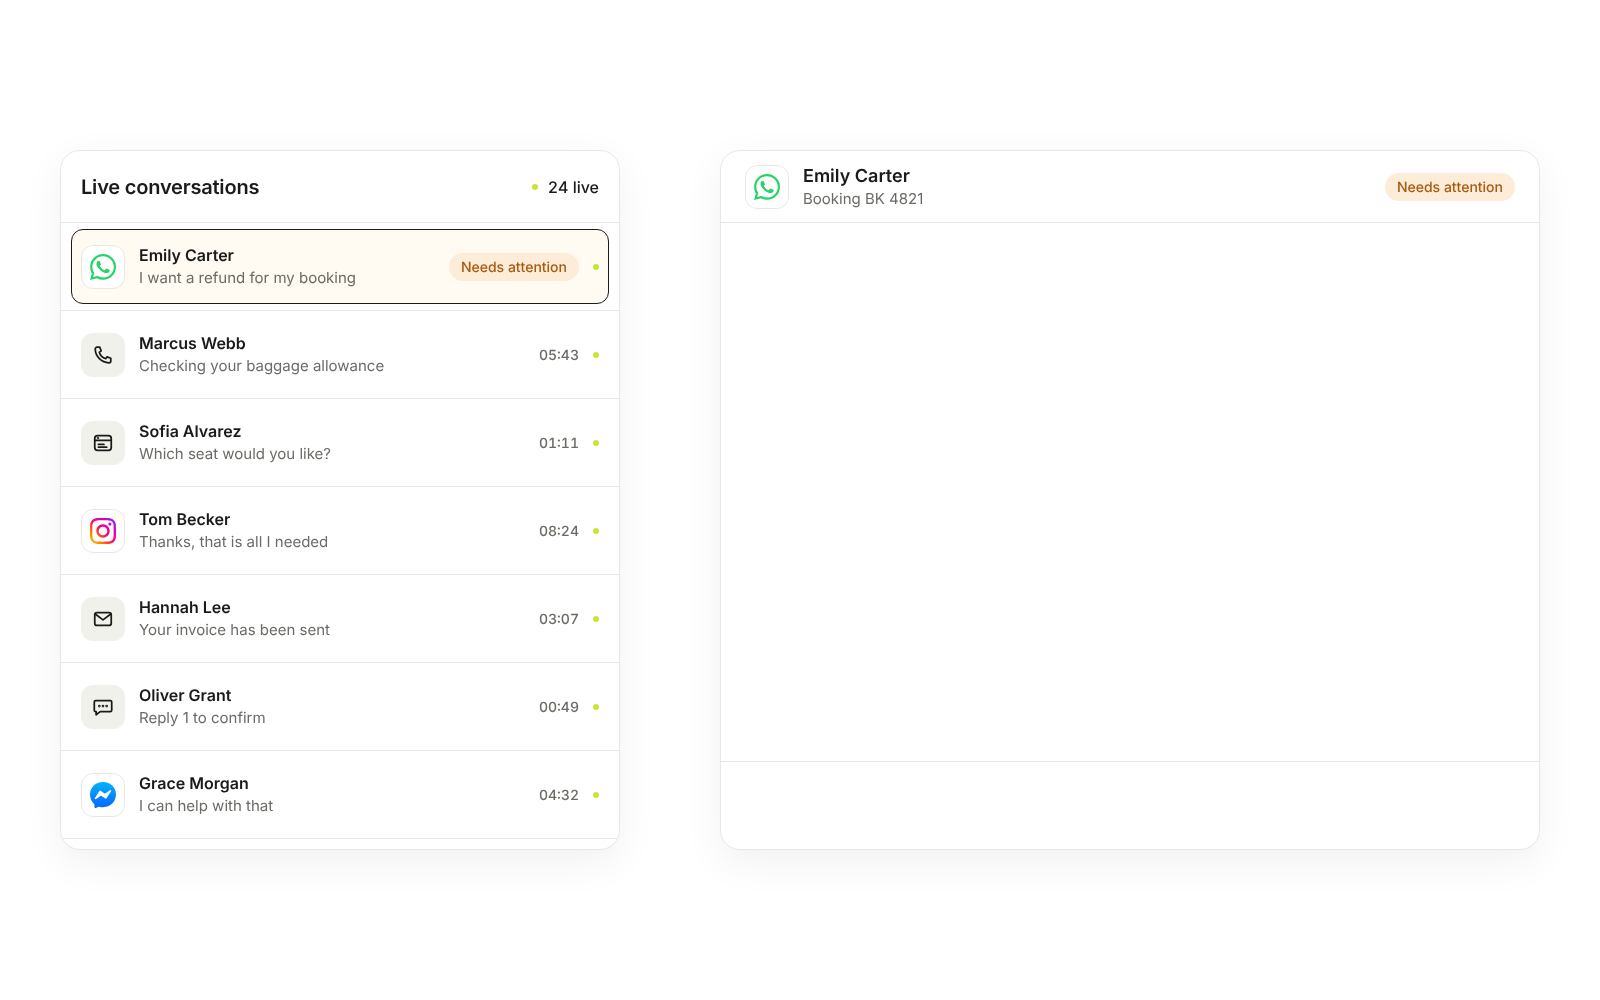 Live conversations
24 live
Emily Carter
I want a refund for my booking
Needs attention
Marcus Webb
Checking your baggage allowance
05:43
Sofia Alvarez
Which seat would you like?
01:11
Tom Becker
Thanks, that is all I needed
08:24
Hannah Lee
Your invoice has been sent
03:07
Oliver Grant
Reply 1 to confirm
00:49
Grace Morgan
I can help with that
04:32
Emily Carter
Booking BK 4821
Needs attention